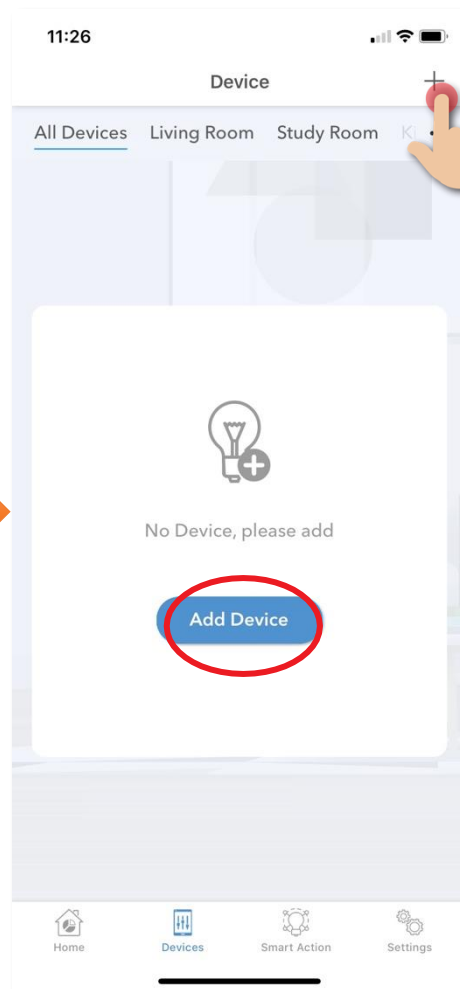 11:26
Device
All Devices Living Room Study Room
No Device, please add
Add Device
Home Devices Smart Action Settings